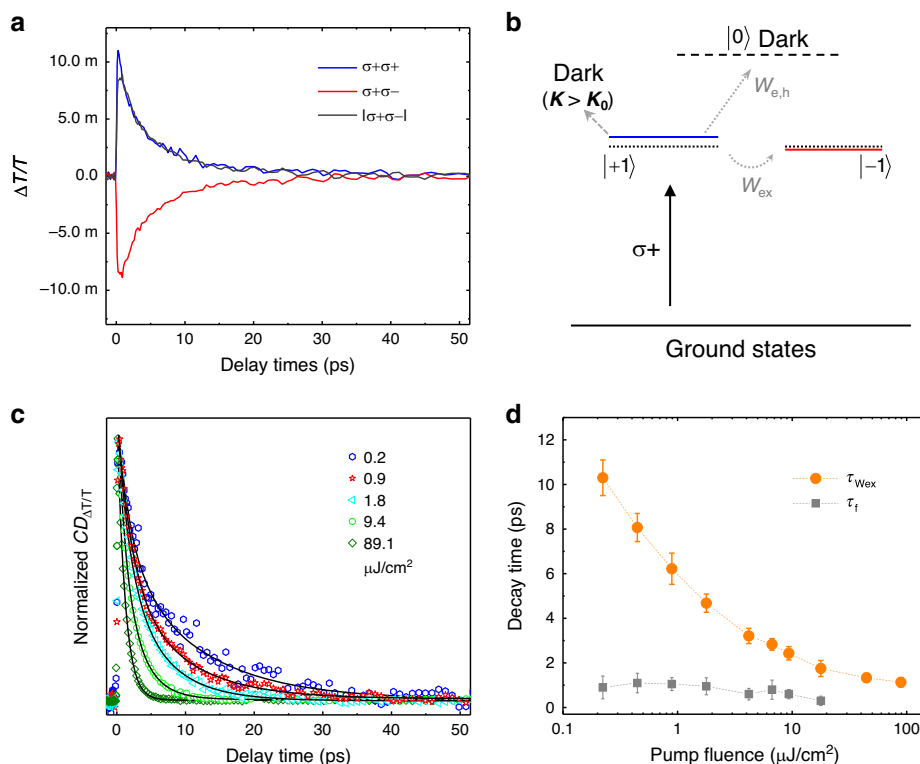 a
10.0 m
5.0 m
0.0
−5.0 m
−10.0 m
ΔT/T
σ+σ+
σ+σ−
|σ+σ−|
0 10 20 30 40 50
Delay times (ps)
b
|0⟩ Dark
Dark
(K > K0)
We,h
|+1⟩
|−1⟩
Wex
σ+
Ground states
c
Normalized CDΔT/T
0.2
0.9
1.8
9.4
89.1
μJ/cm²
0 10 20 30 40 50
Delay time (ps)
d
12
10
8
6
4
2
0
Decay time (ps)
τWex
τf
0.1 1 10 100
Pump fluence (μJ/cm²)